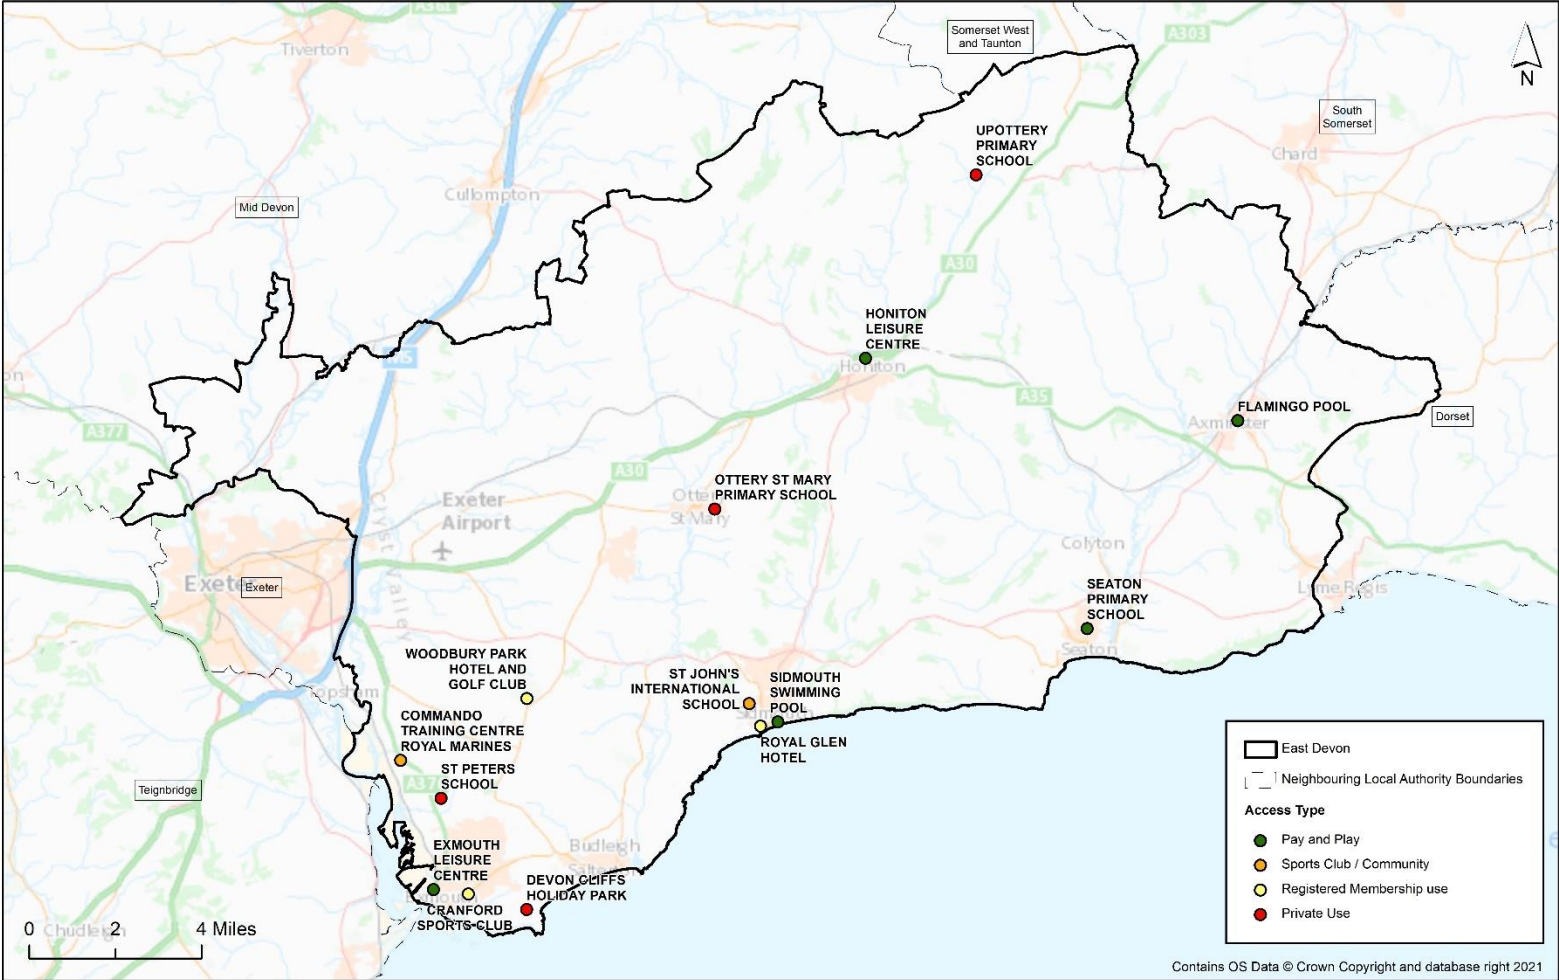 A361
Tiverton
Somerset West
and Taunton
A303
N
South
Somerset
UPOTTERY
PRIMARY
SCHOOL
Chard
Cullompton
Mid Devon
A30
HONITON
LEISURE
CENTRE
M5
Honiton
on
A35
FLAMINGO POOL
Axminster
Dorset
A377
A30
OTTERY ST MARY
PRIMARY SCHOOL
St Mary
Exeter
Airport
Clyst Valley
Colyton
Exeter
Exeter
SEATON
PRIMARY
SCHOOL
Seaton
Lyme Regis
WOODBURY PARK
HOTEL AND
GOLF CLUB
ST JOHN'S
INTERNATIONAL
SCHOOL
SIDMOUTH
SWIMMING
POOL
Topsham
COMMANDO
TRAINING CENTRE
ROYAL MARINES
ROYAL GLEN
HOTEL
ST PETERS
SCHOOL
Teignbridge
EXMOUTH
LEISURE
CENTRE
Budleigh
DEVON CLIFFS
HOLIDAY PARK
CRANFORD
SPORTS CLUB
Chudleigh
0 2 4 Miles
East Devon
Neighbouring Local Authority Boundaries
Access Type
Pay and Play
Sports Club / Community
Registered Membership use
Private Use
Contains OS Data © Crown Copyright and database right 2021